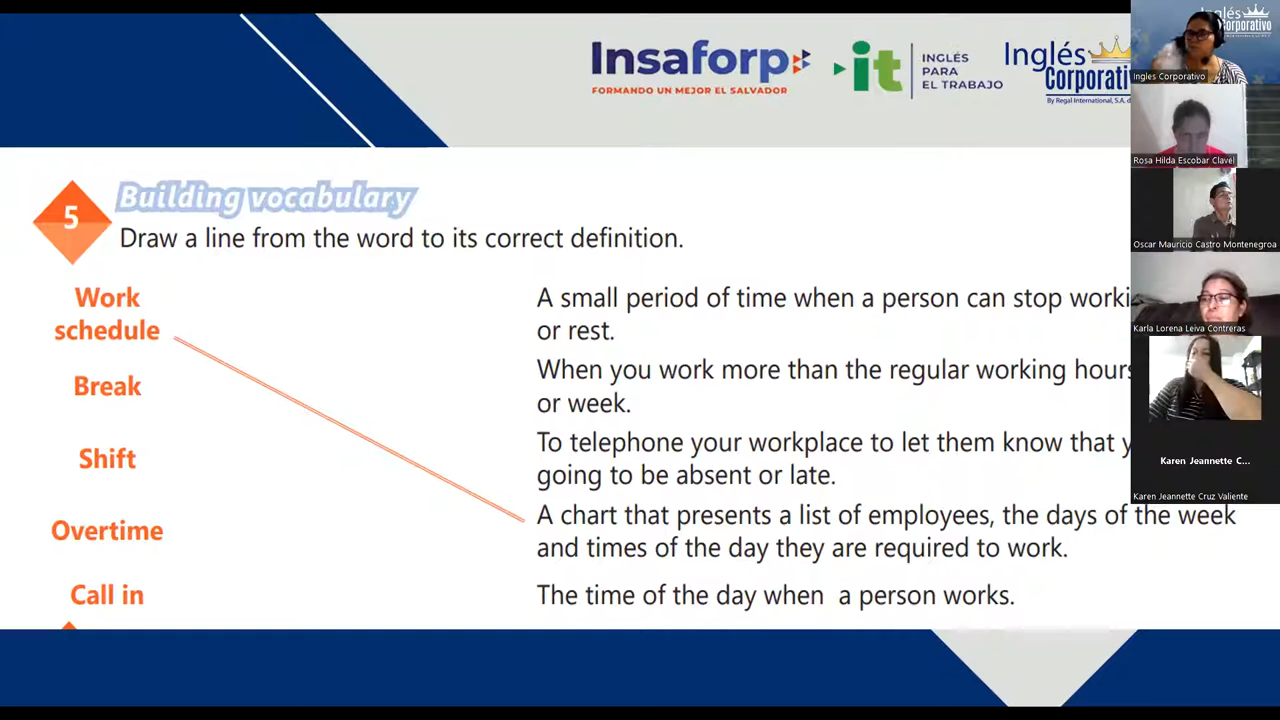 Insaforp
FORMANDO UN MEJOR EL SALVADOR
it
INGLÉS
PARA
EL TRABAJO
Inglés
Corporativ
By Regal International, S.A. d
5
Building vocabulary
Draw a line from the word to its correct definition.
Work
schedule
Break
Shift
Overtime
Call in
A small period of time when a person can stop worki
or rest.
When you work more than the regular working hours
or week.
To telephone your workplace to let them know that y
going to be absent or late.
A chart that presents a list of employees, the days of the week
and times of the day they are required to work.
The time of the day when a person works.
Inglés
Corporativo
Ingles Corporativo
Rosa Hilda Escobar Clavel
Oscar Mauricio Castro Montenegroa
Karla Lorena Leiva Contreras
Karen Jeannette C...
Karen Jeannette Cruz Valiente